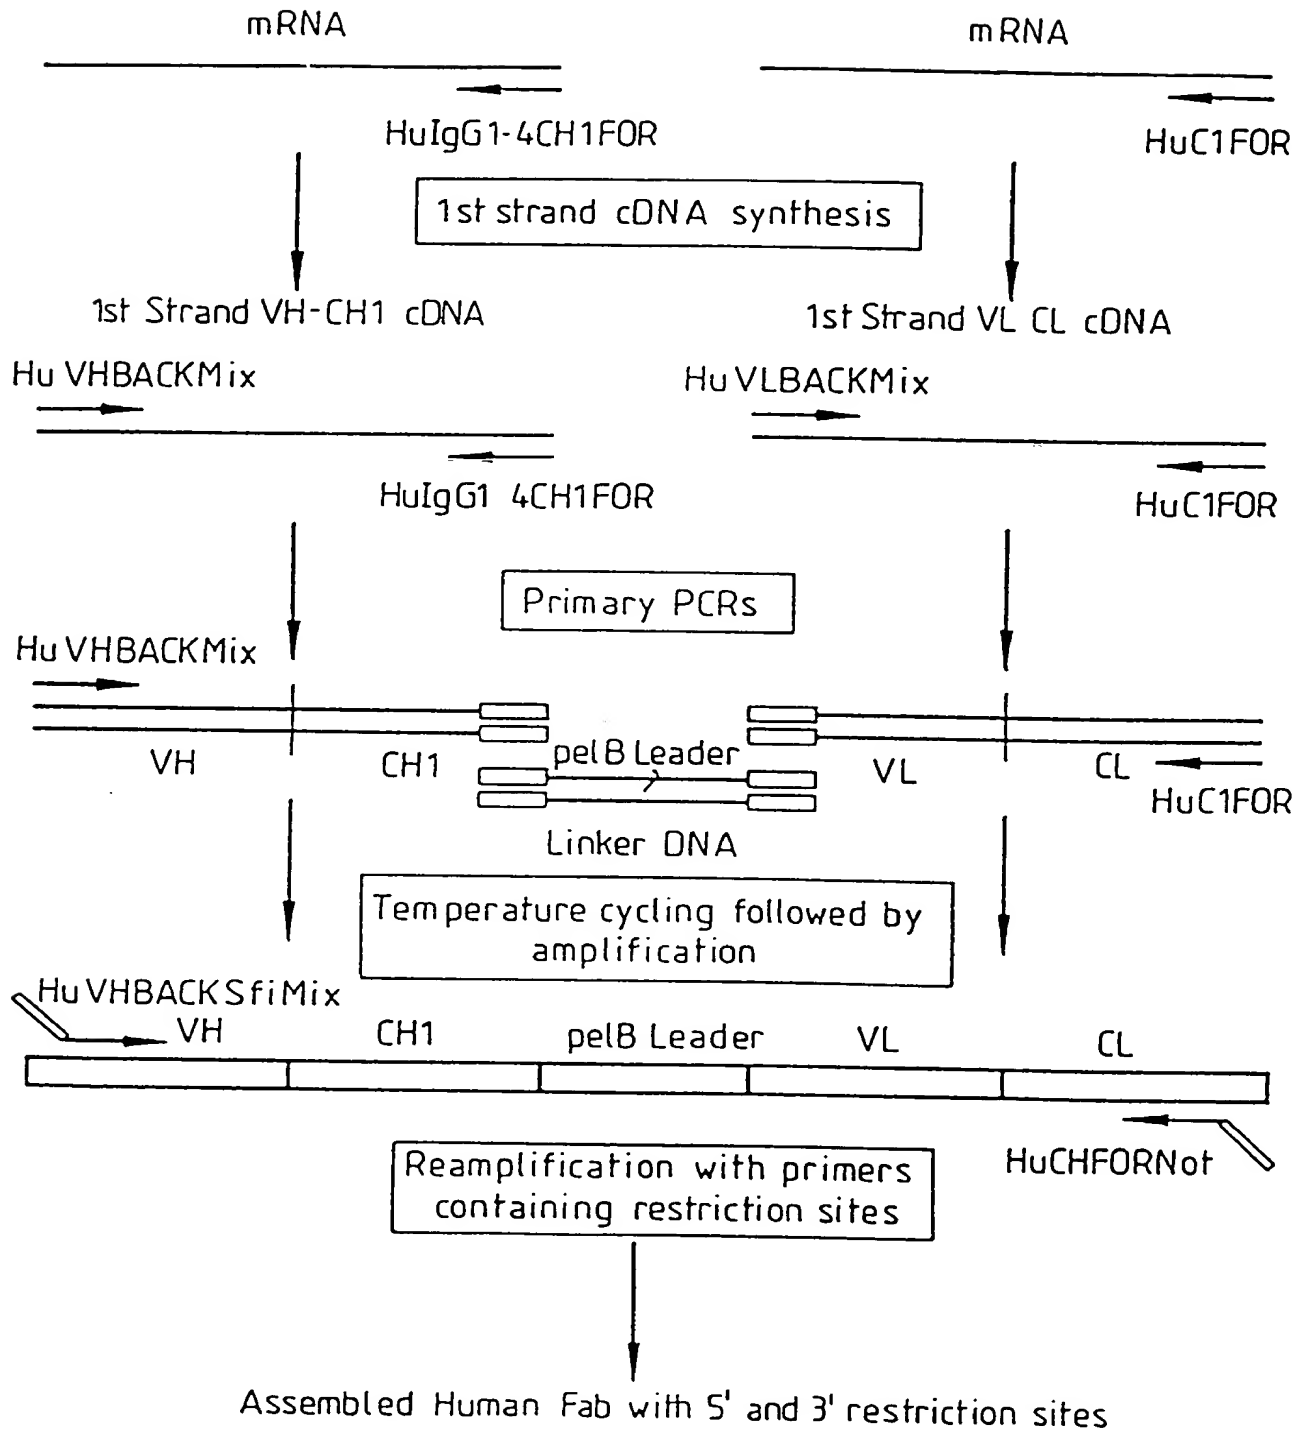 mRNA
mRNA
HuIgG1-4CH1FOR
HuC1FOR
1st strand cDNA synthesis
1st Strand VH-CH1 cDNA
1st Strand VL CL cDNA
Hu VHBACKMix
Hu VLBACKMix
HuIgG1 4CH1FOR
HuC1FOR
Primary PCRs
Hu VHBACKMix
VH
CH1
pelB Leader
VL
CL
HuC1FOR
Linker DNA
Temperature cycling followed by
amplification
Hu VHBACKSfiMix
VH
CH1
pelB Leader
VL
CL
HuCHFORNot
Reamplification with primers
containing restriction sites
Assembled Human Fab with 5' and 3' restriction sites